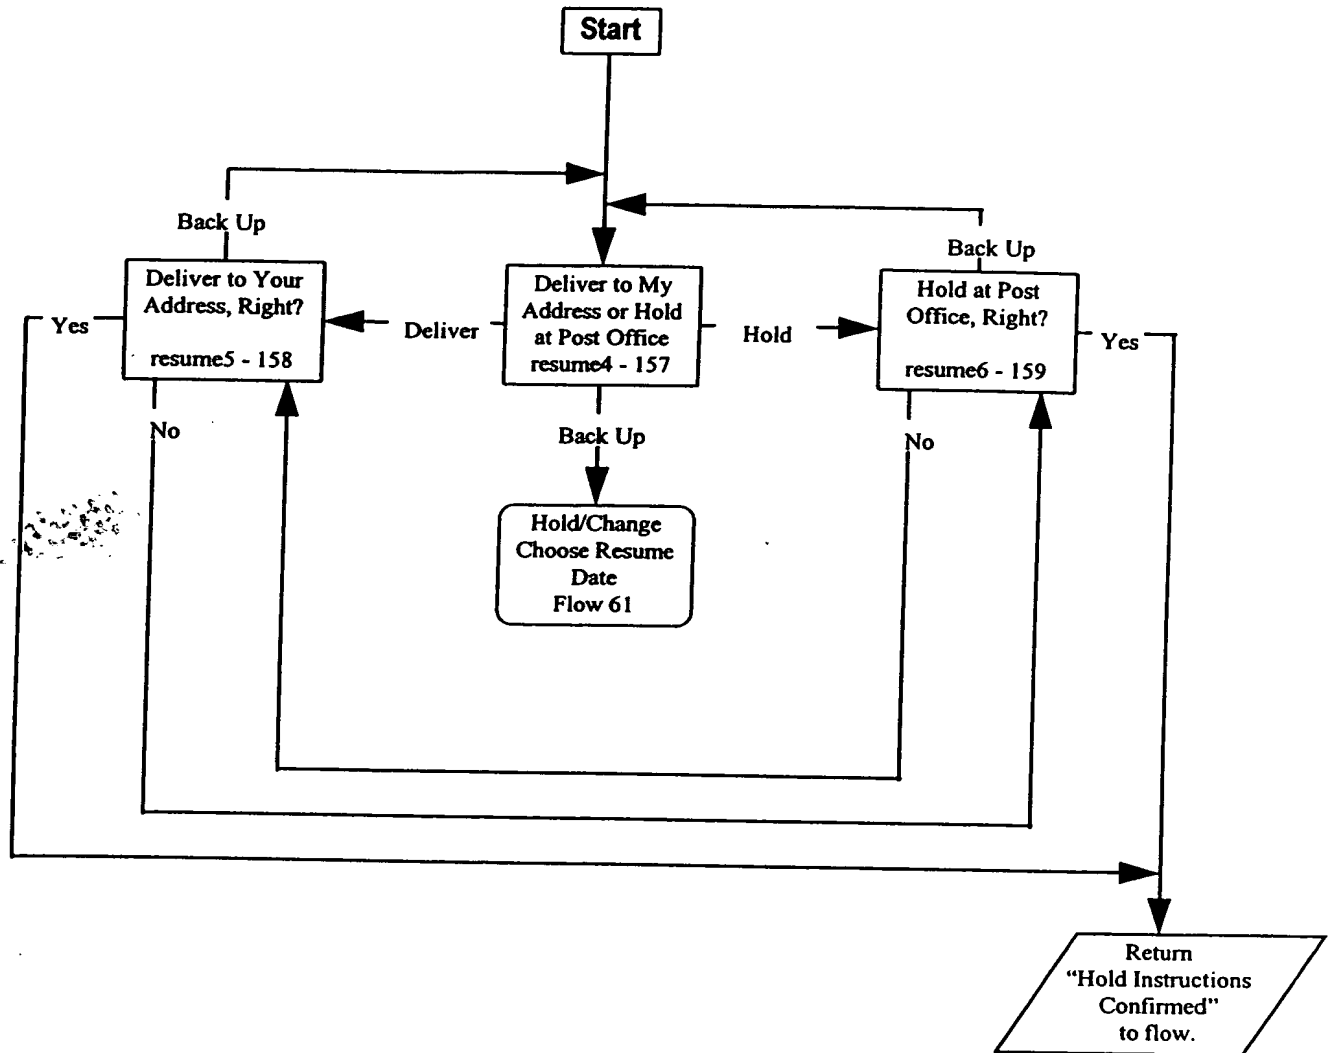 Start
Back Up
Back Up
Deliver to Your
Address, Right?
resume5 - 158
Deliver to My
Address or Hold
at Post Office
resume4 - 157
Hold at Post
Office, Right?
resume6 - 159
Yes
Deliver
Hold
Yes
No
Back Up
No
Hold/Change
Choose Resume
Date
Flow 61
Return
“Hold Instructions
Confirmed”
to flow.